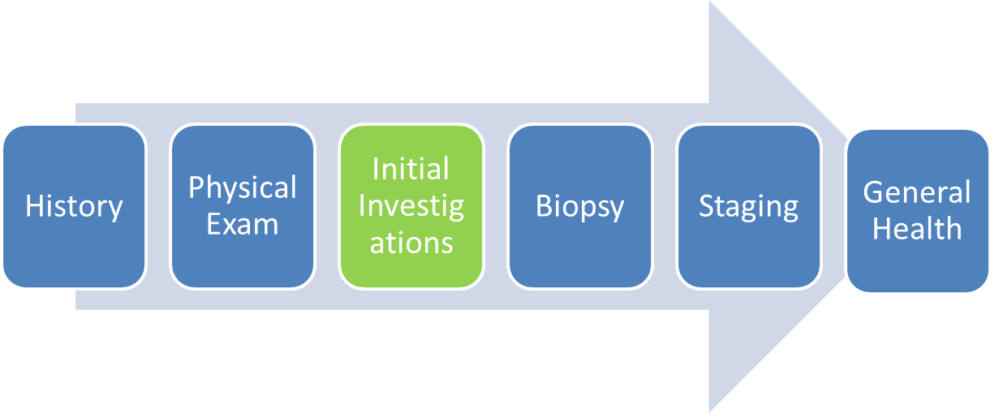 History
Physical
Exam
Initial
Investig
ations
Biopsy
Staging
General
Health